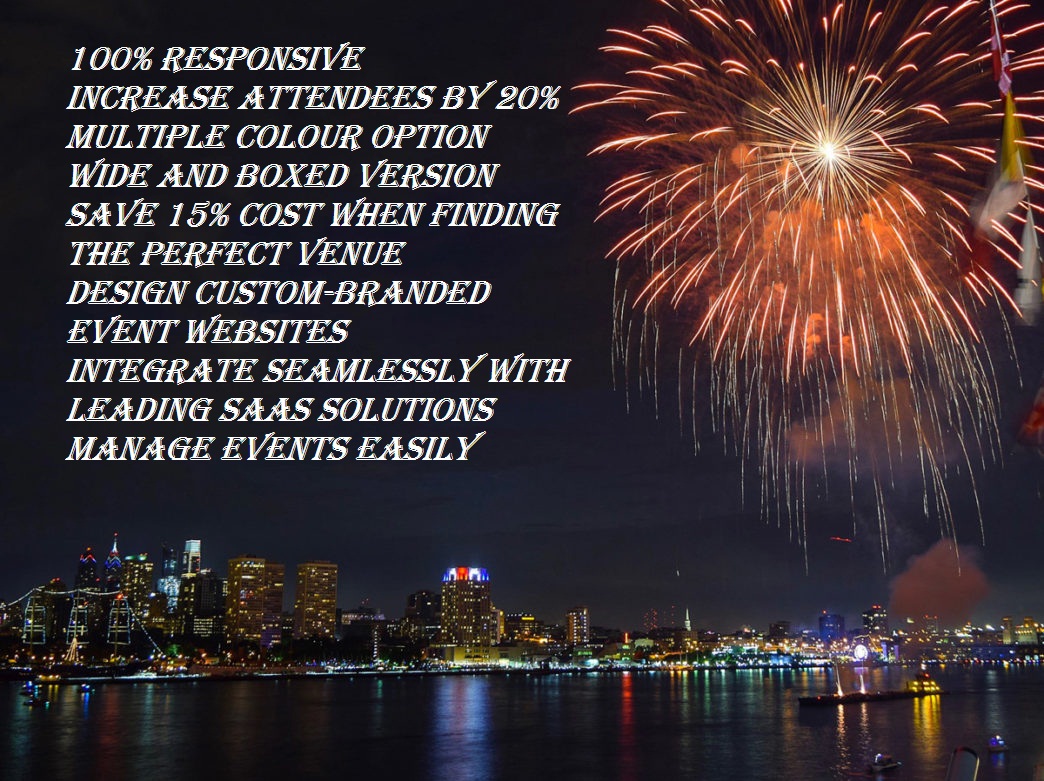 100% RESPONSIVE
INCREASE ATTENDEES BY 20%
MULTIPLE COLOUR OPTION
WIDE AND BOXED VERSION
SAVE 15% COST WHEN FINDING
THE PERFECT VENUE
DESIGN CUSTOM-BRANDED
EVENT WEBSITES
INTEGRATE SEAMLESSLY WITH
LEADING SAAS SOLUTIONS
MANAGE EVENTS EASILY